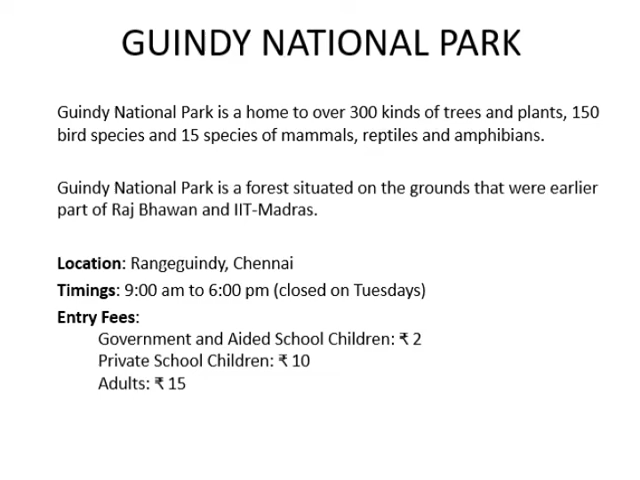 GUINDY NATIONAL PARK
Guindy National Park is a home to over 300 kinds of trees and plants, 150
bird species and 15 species of mammals, reptiles and amphibians.
Guindy National Park is a forest situated on the grounds that were earlier
part of Raj Bhawan and IIT-Madras.
Location: Rangeguindy, Chennai
Timings: 9:00 am to 6:00 pm (closed on Tuesdays)
Entry Fees:
Government and Aided School Children: ₹ 2
Private School Children: ₹ 10
Adults: ₹ 15